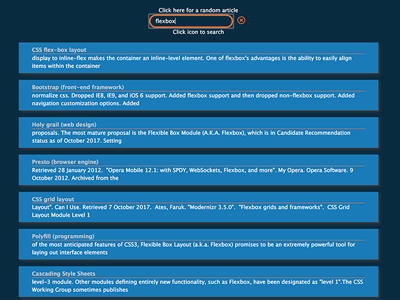 Click here for a random article
flexbox
Click icon to search
CSS flex-box layout
display to inline-flex makes the container an inline-level element. One of flexbox's advantages is the ability to easily align
items within the container
Bootstrap (front-end framework)
normalize css. Dropped IE8, IE9, and iOS 6 support. Added flexbox support and then dropped non-flexbox support. Added
navigation customization options. Added
Holy grail (web design)
proposals. The most mature proposal is the Flexible Box Module (A.K.A. Flexbox), which is in Candidate Recommendation
status as of October 2017. Setting
Presto (browser engine)
Retrieved 28 January 2012.  "Opera Mobile 12.1: with SPDY, WebSockets, Flexbox, and more". My Opera. Opera Software. 9
October 2012. Archived from the
CSS grid layout
Layout". Can I Use. Retrieved 7 October 2017.  Ates, Faruk. "Modernizr 3.5.0".  "Flexbox grids and frameworks".  CSS Grid
Layout Module Level 1
Polyfill (programming)
of the most anticipated features of CSS3, Flexible Box Layout (a.k.a. Flexbox) promises to be an extremely powerful tool for
laying out interface elements
Cascading Style Sheets
level-3 module. Other modules defining entirely new functionality, such as Flexbox, have been designated as "level 1".The CSS
Working Group sometimes publishes